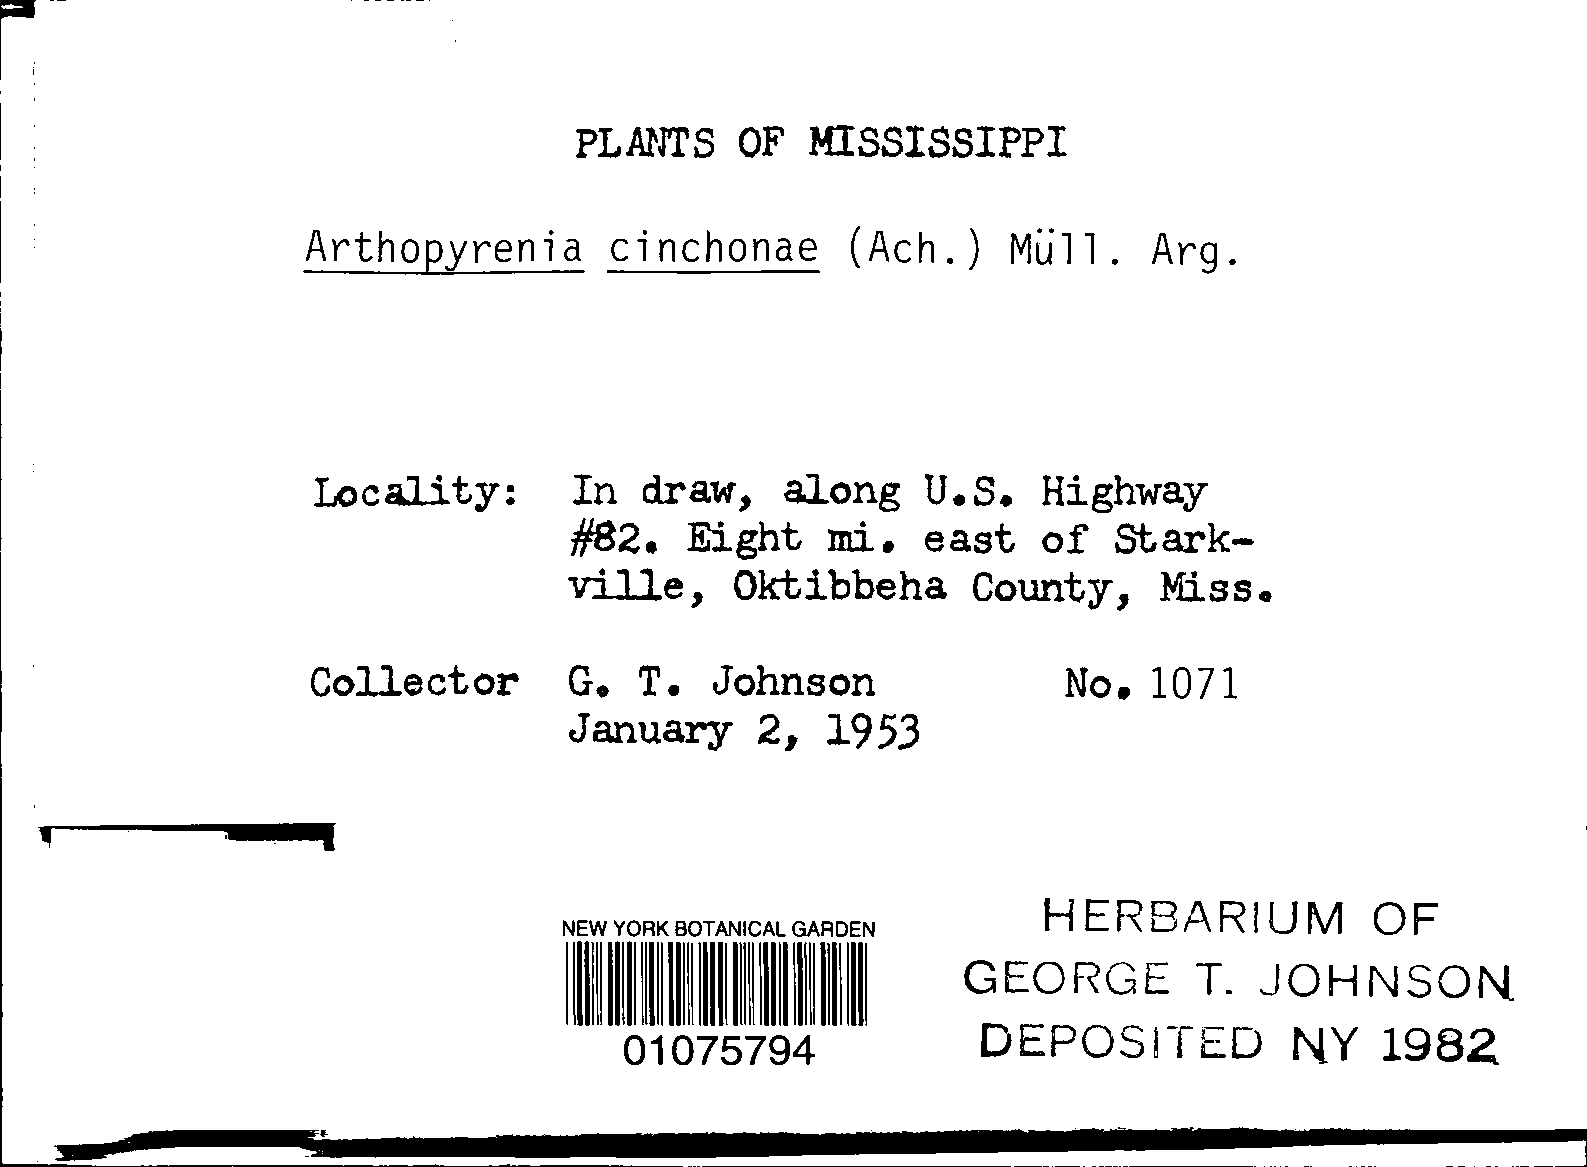 PLANTS OF MISSISSIPPI
Arthopyrenia cinchonae (Ach.) Müll. Arg.
Locality: In draw, along U.S. Highway
#82. Eight mi. east of Stark-
ville, Oktibbeha County, Miss.
Collector G. T. Johnson No. 1071
January 2, 1953
NEW YORK BOTANICAL GARDEN
01075794
HERBARIUM OF
GEORGE T. JOHNSON
DEPOSITED NY 1982